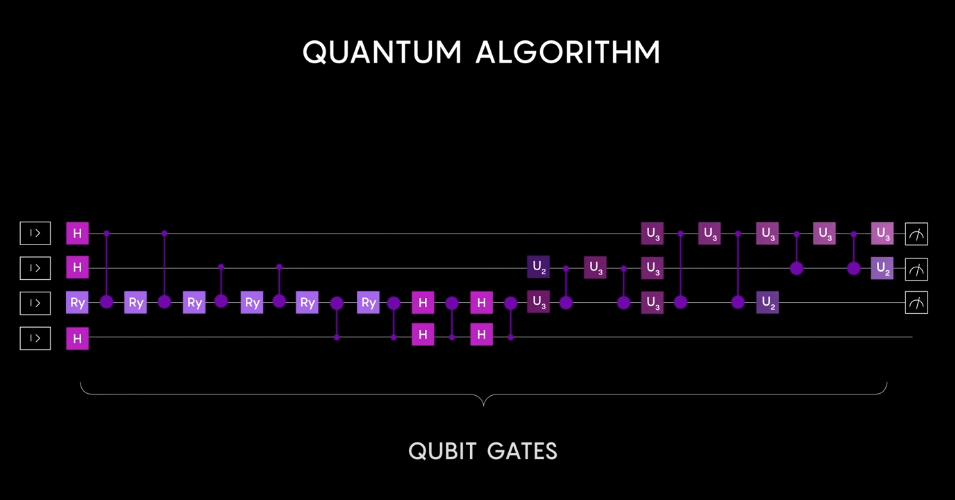 QUANTUM ALGORITHM
|> H U₃ U₃ U₃ U₃ U₃
|> H U₂ U₃ U₃ U₂
|> Ry Ry Ry Ry Ry Ry H H U₃ U₃ U₂
|> H H H
QUBIT GATES